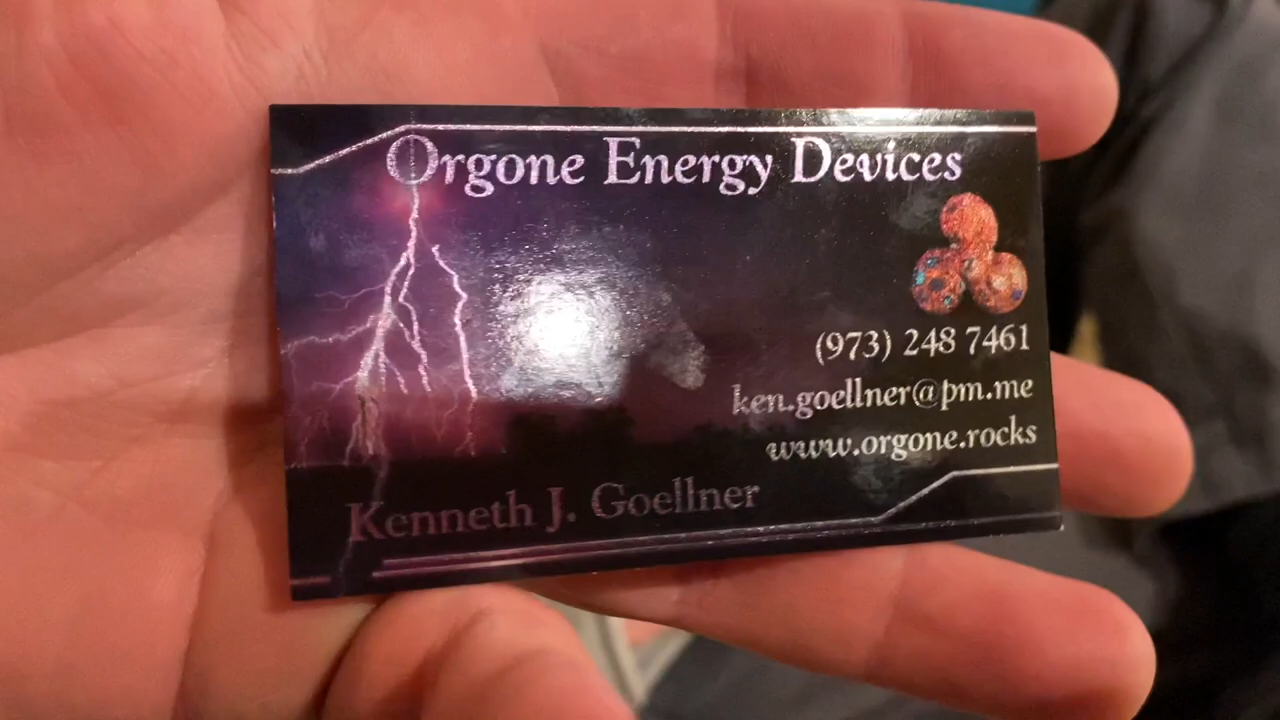 Orgone Energy Devices
(973) 248 7461
ken.goellner@pm.me
www.orgone.rocks
Kenneth J. Goellner